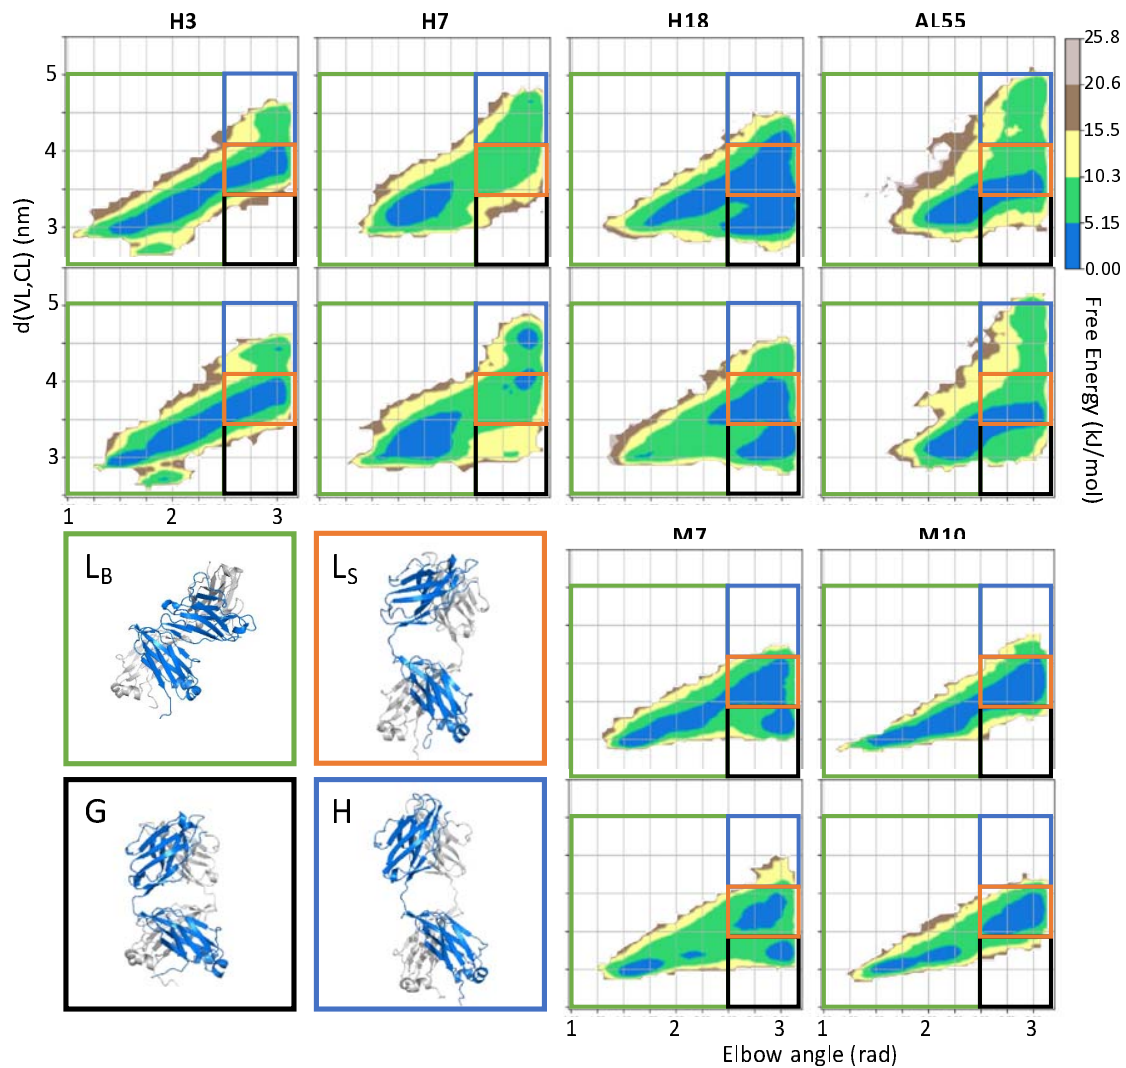 H3 H7 H18 AL55
25.8
5 20.6
4 15.5
10.3
3 5.15
0.00
d(VL,CL) (nm)
Free Energy (kJ/mol)
5
4
3
1 2 3
M7 M10
LB LS
G H
1 2 3 1 2 3
Elbow angle (rad)